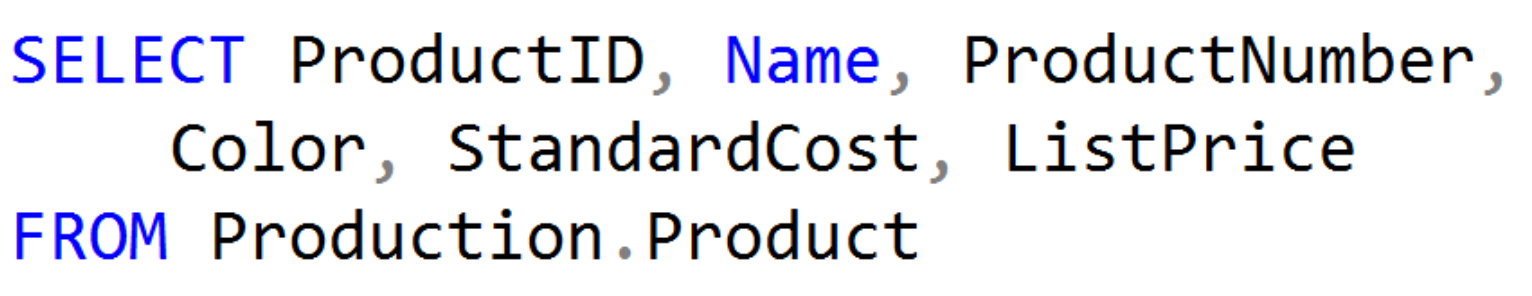 SELECT ProductID, Name, ProductNumber,
    Color, StandardCost, ListPrice
FROM Production.Product